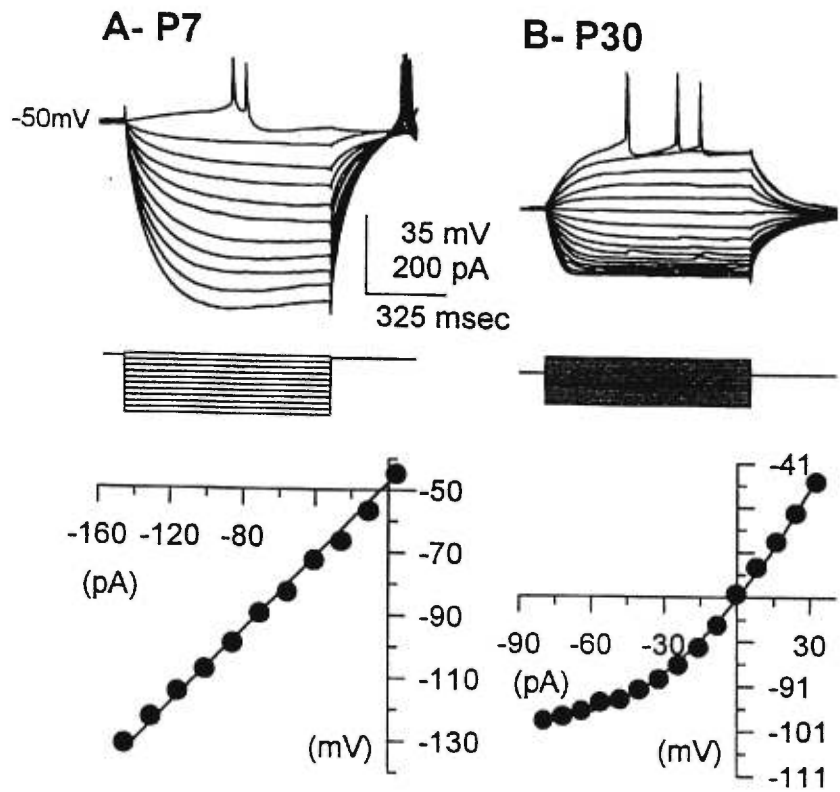 A- P7
B- P30
-50mV
35 mV
200 pA
325 msec
-160 -120 -80
(pA)
-50
-70
-90
-110
-130
(mV)
-41
-90 -60 -30 30
(pA)
-91
-101
-111
(mV)